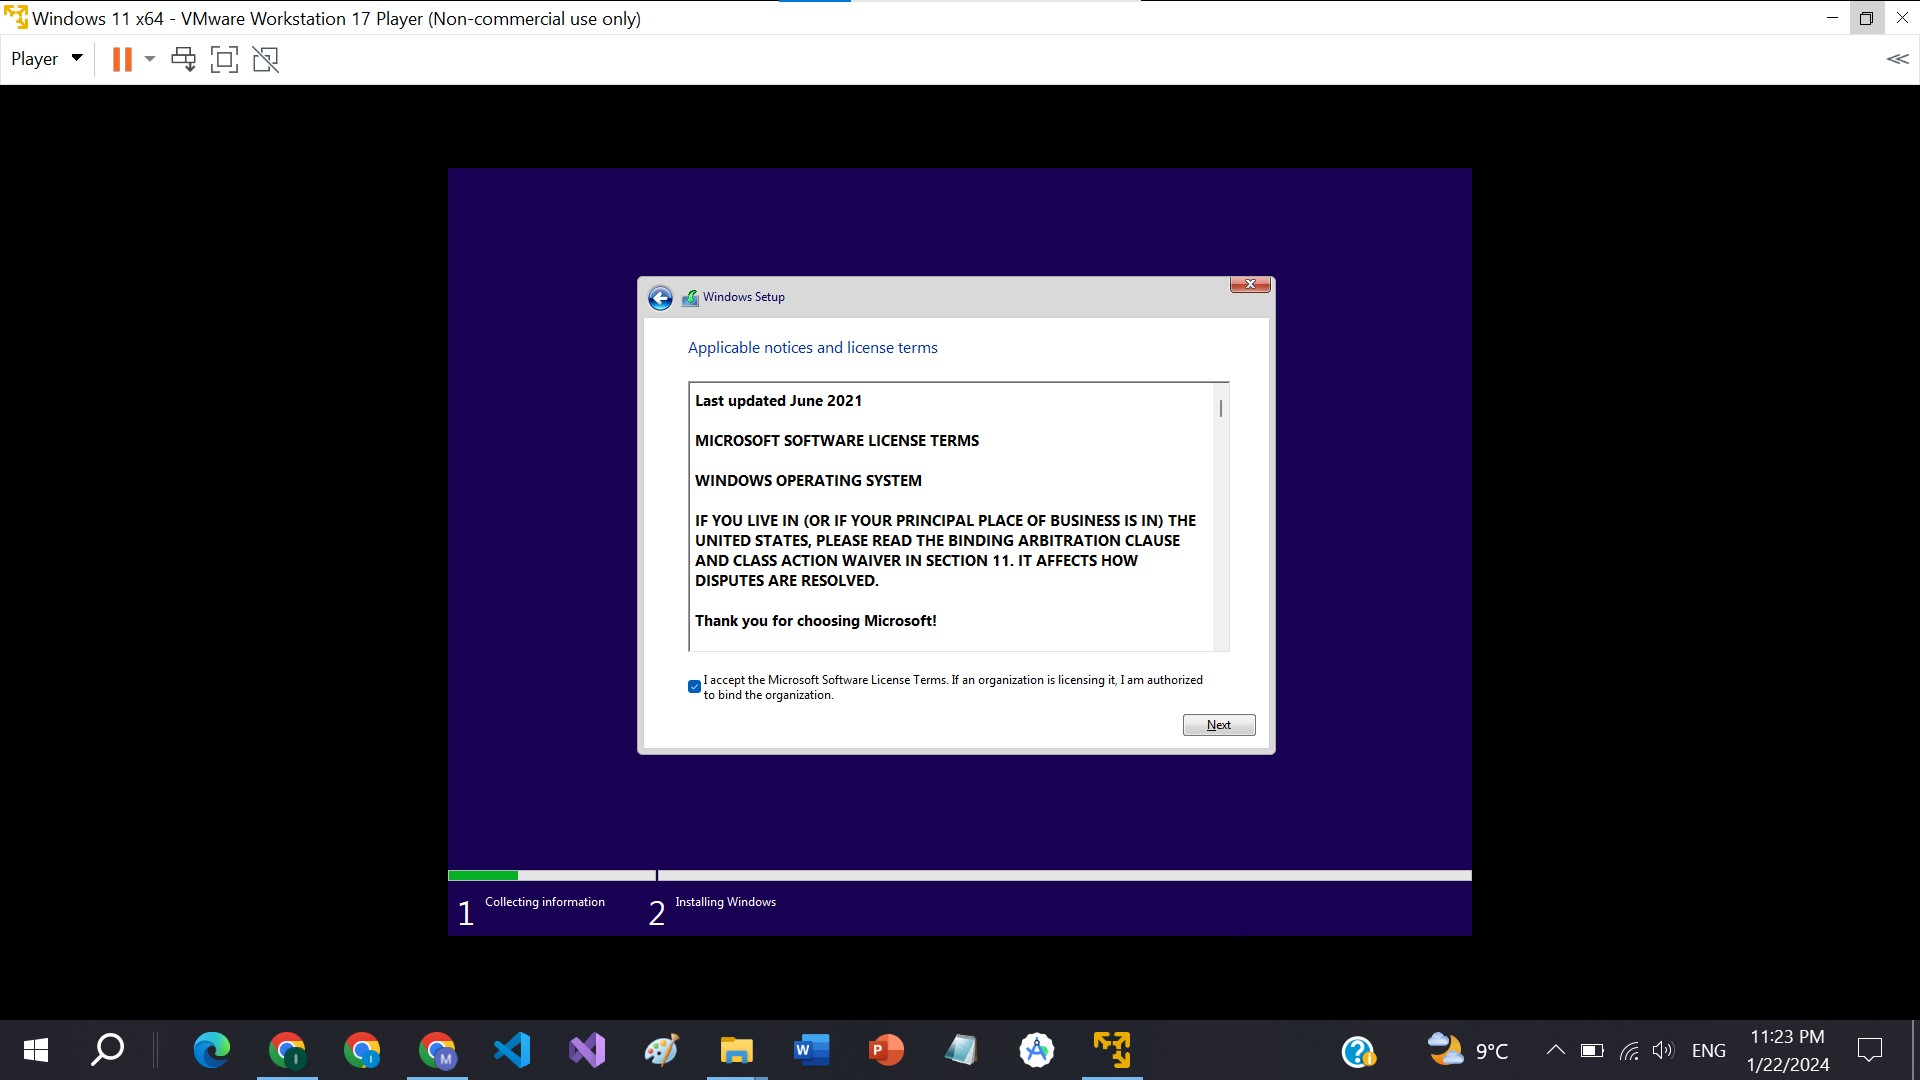 Windows 11 x64 - VMware Workstation 17 Player (Non-commercial use only)
Player
Windows Setup
Applicable notices and license terms
Last updated June 2021
MICROSOFT SOFTWARE LICENSE TERMS
WINDOWS OPERATING SYSTEM
IF YOU LIVE IN (OR IF YOUR PRINCIPAL PLACE OF BUSINESS IS IN) THE
UNITED STATES, PLEASE READ THE BINDING ARBITRATION CLAUSE
AND CLASS ACTION WAIVER IN SECTION 11. IT AFFECTS HOW
DISPUTES ARE RESOLVED.
Thank you for choosing Microsoft!
I accept the Microsoft Software License Terms. If an organization is licensing it, I am authorized
to bind the organization.
Next
1 Collecting information
2 Installing Windows
9°C
ENG
11:23 PM
1/22/2024